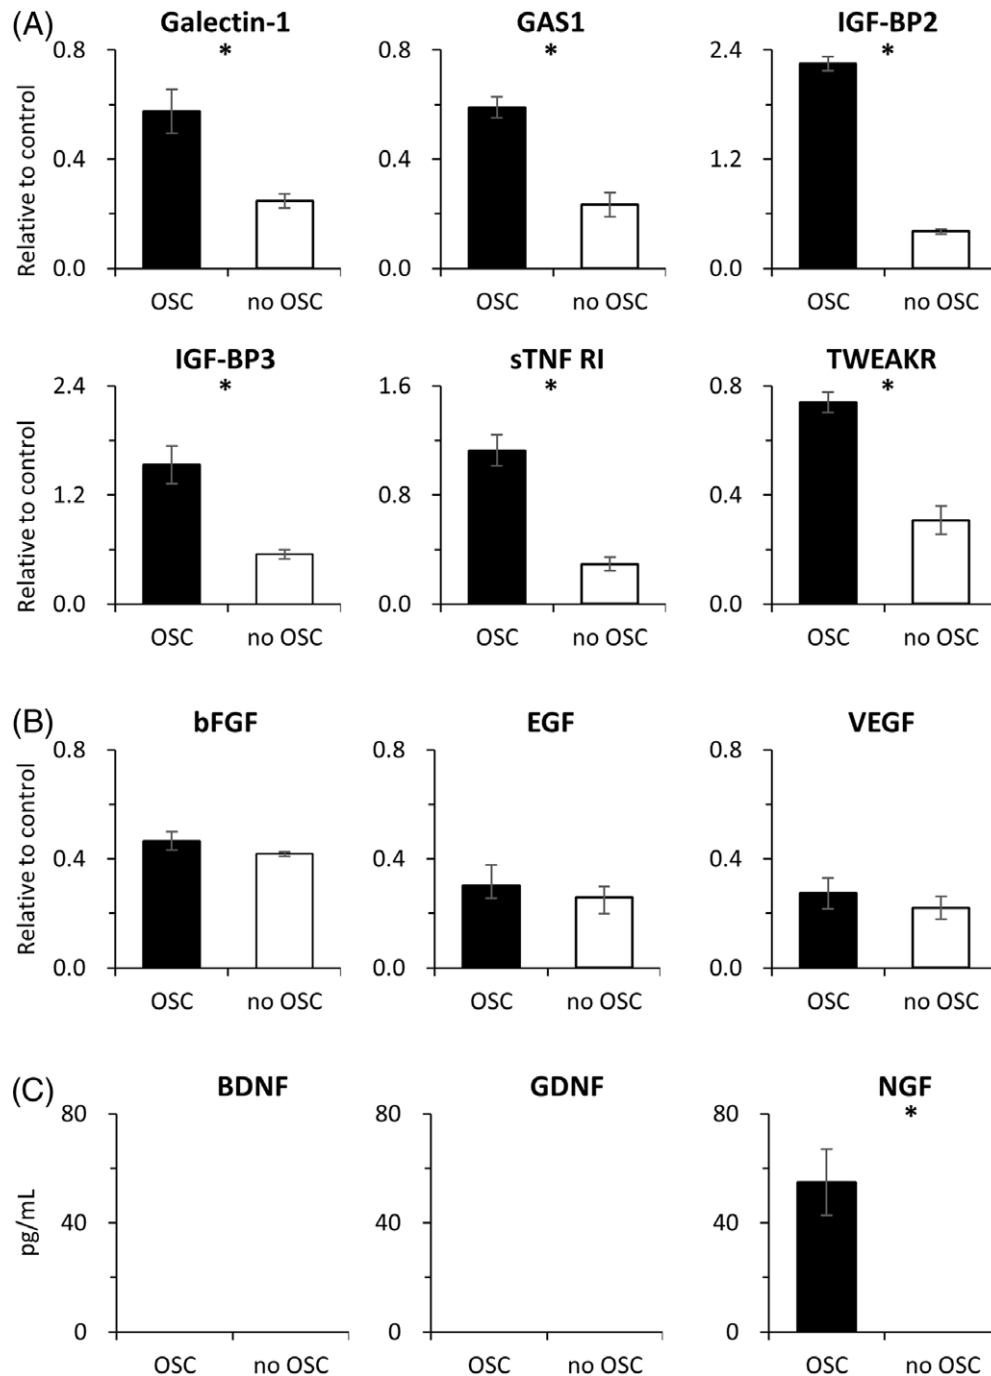 (A)
Galectin-1 GAS1 IGF-BP2
* * *
Relative to control
0.8 0.8 2.4
0.4 0.4 1.2
0.0 0.0 0.0
OSC no OSC OSC no OSC OSC no OSC
IGF-BP3 sTNF RI TWEAKR
* * *
Relative to control
2.4 1.6 0.8
1.2 0.8 0.4
0.0 0.0 0.0
OSC no OSC OSC no OSC OSC no OSC
(B)
bFGF EGF VEGF
Relative to control
0.8 0.8 0.8
0.4 0.4 0.4
0.0 0.0 0.0
OSC no OSC OSC no OSC OSC no OSC
(C)
BDNF GDNF NGF
*
pg/mL
80 80 80
40 40 40
0 0 0
OSC no OSC OSC no OSC OSC no OSC